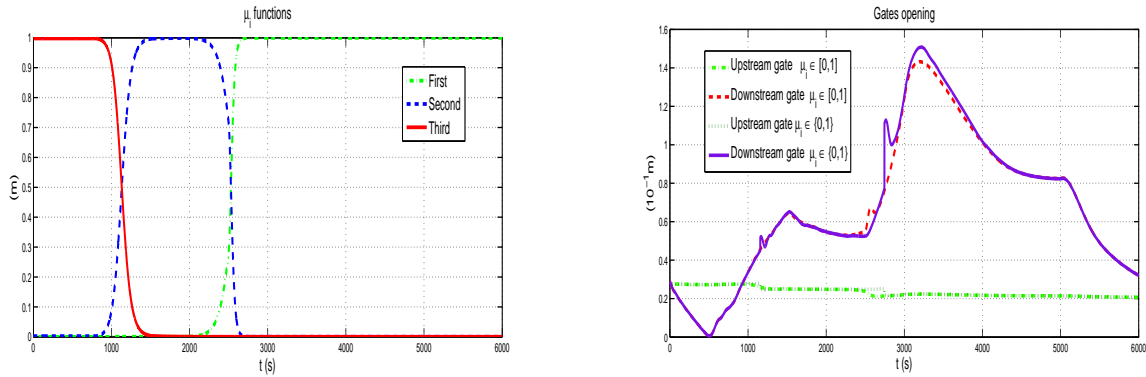 μi functions
1
0.9
0.8
0.7
0.6
0.5
0.4
0.3
0.2
0.1
0
(m)
First
Second
Third
0 1000 2000 3000 4000 5000 6000
t (s)
Gates opening
1.6
1.4
1.2
1
0.8
0.6
0.4
0.2
0
(10⁻¹m)
Upstream gate μi ∈ [0,1]
Downstream gate μi ∈ [0,1]
Upstream gate μi ∈ {0,1}
Downstream gate μi ∈ {0,1}
0 1000 2000 3000 4000 5000 6000
t (s)